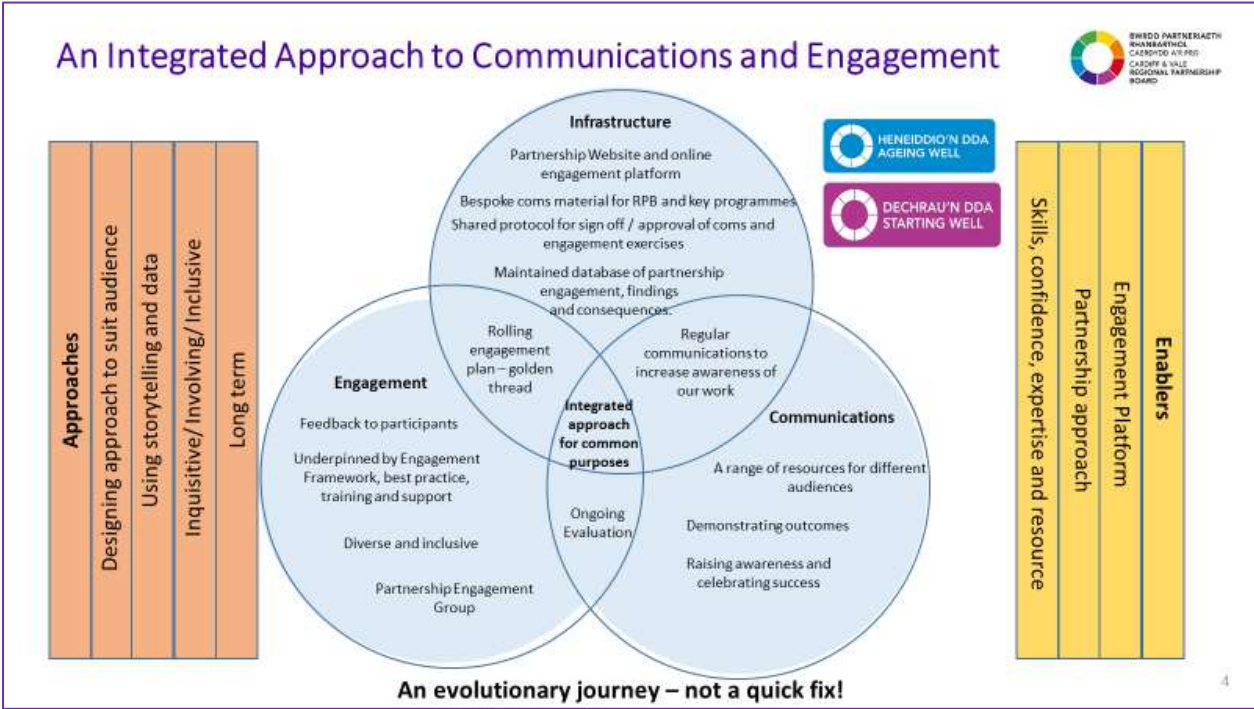 An Integrated Approach to Communications and Engagement
BWRDD PARTNERIAETH
RHANBARTHOL
CAERDYDD A'R FRO
CARDIFF & VALE
REGIONAL PARTNERSHIP
BOARD
Approaches
Designing approach to suit audience
Using storytelling and data
Inquisitive/ Involving/ Inclusive
Long term
Infrastructure
Partnership Website and online
engagement platform
Bespoke coms material for RPB and key programmes
Shared protocol for sign off / approval of coms and
engagement exercises
Maintained database of partnership
engagement, findings
and consequences.
HENEIDDIO'N DDA
AGEING WELL
DECHRAU'N DDA
STARTING WELL
Rolling
engagement
plan – golden
thread
Regular
communications to
increase awareness of
our work
Engagement
Feedback to participants
Underpinned by Engagement
Framework, best practice,
training and support
Diverse and inclusive
Partnership Engagement
Group
Integrated
approach
for common
purposes
Ongoing
Evaluation
Communications
A range of resources for different
audiences
Demonstrating outcomes
Raising awareness and
celebrating success
Skills, confidence, expertise and resource
Partnership approach
Engagement Platform
Enablers
An evolutionary journey – not a quick fix!
4